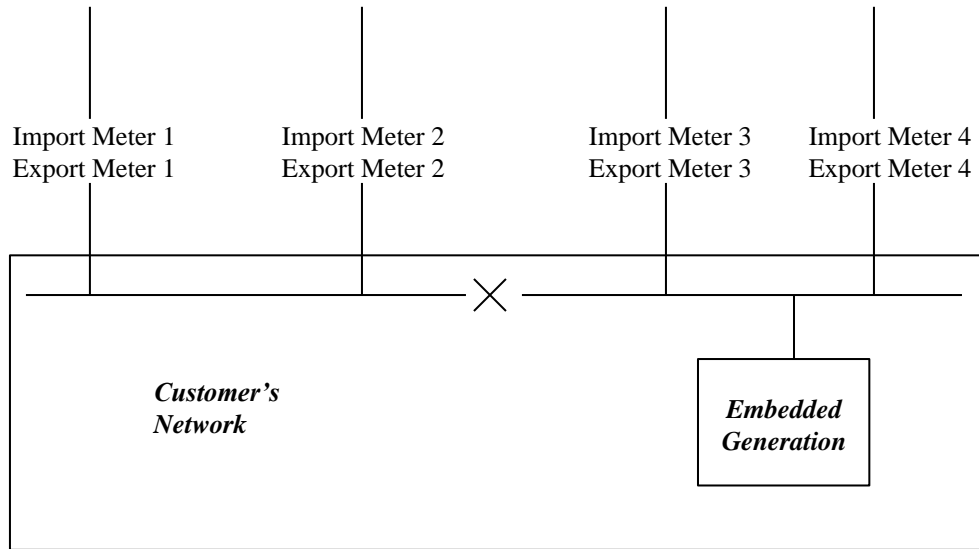 Import Meter 1
Export Meter 1
Import Meter 2
Export Meter 2
Import Meter 3
Export Meter 3
Import Meter 4
Export Meter 4
Customer's
Network
Embedded
Generation